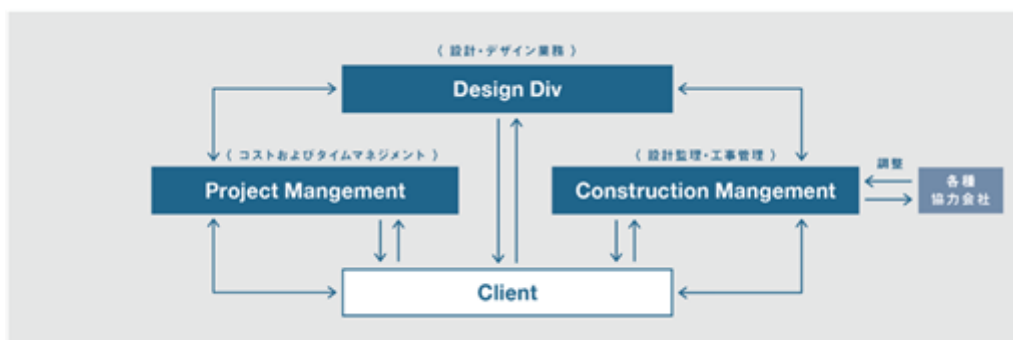 ( 設計・デザイン業務 )
Design Div
( コストおよびタイムマネジメント )
Project Mangement
( 設計監理・工事管理 )
Construction Mangement
調整
各種
協力会社
Client